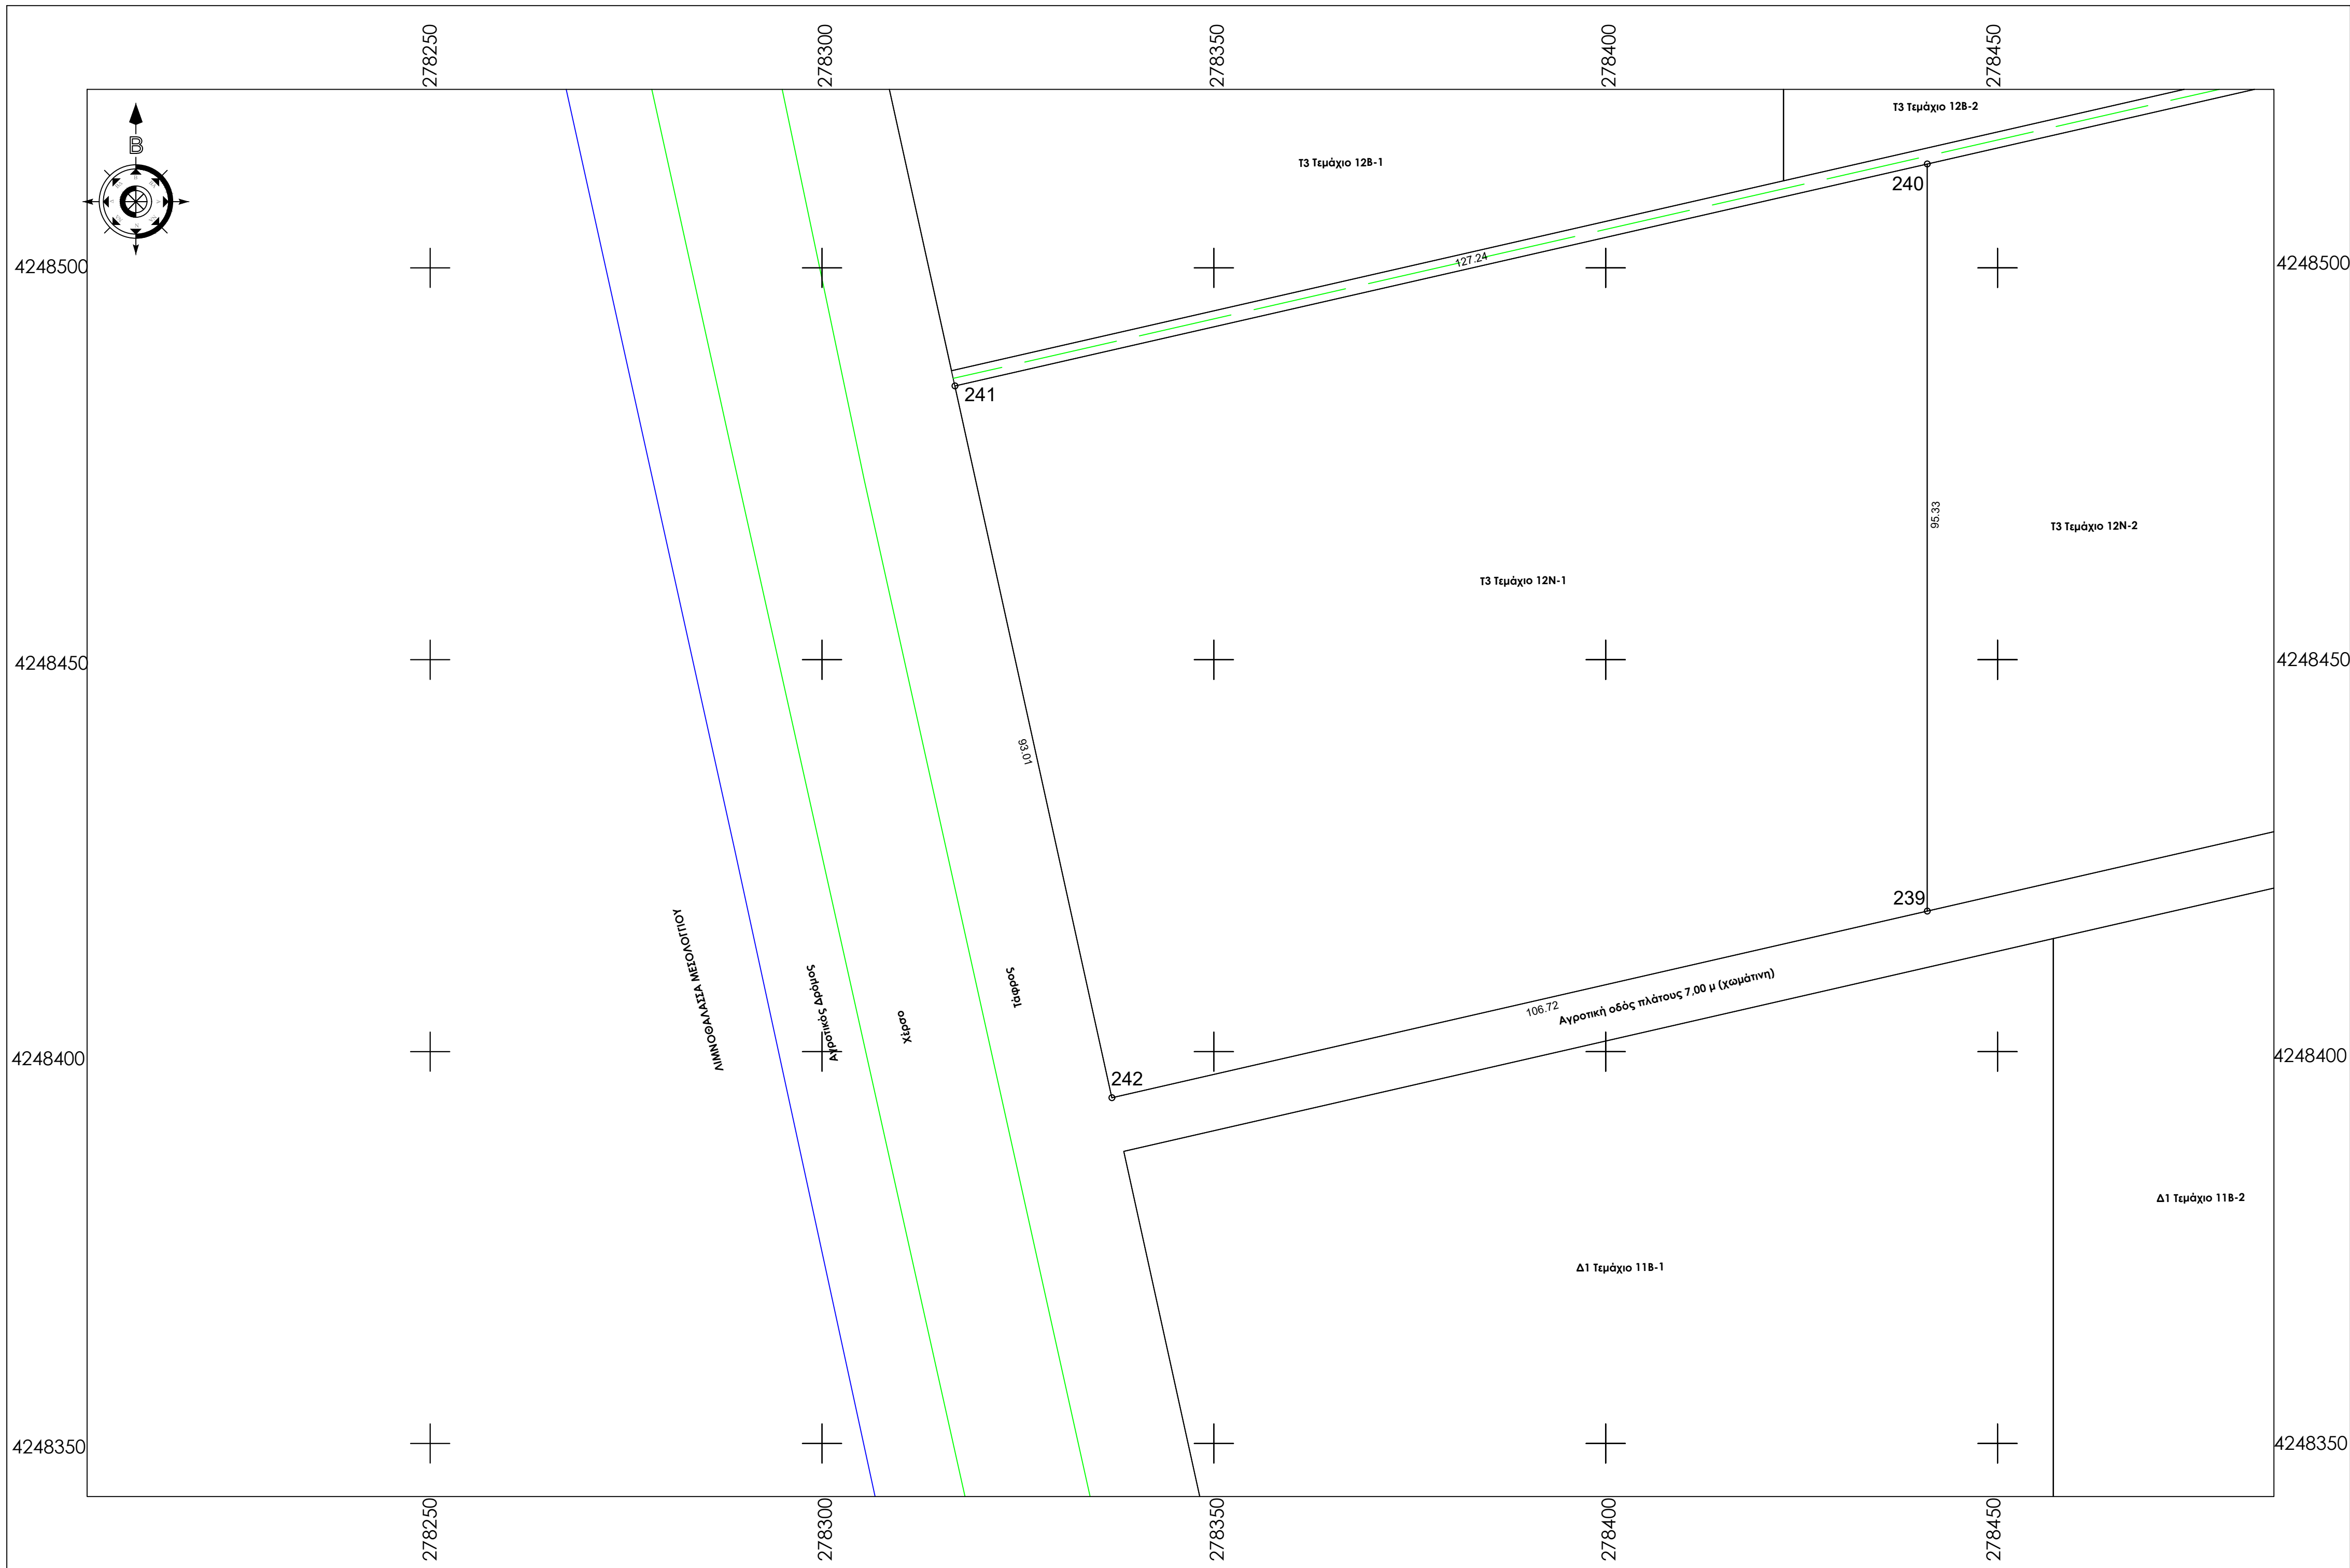 278250
278300
278350
278400
278450
B
Τ3 Τεμάχιο 12Β-2
Τ3 Τεμάχιο 12Β-1
240
4248500
4248500
127.24
241
95.33
Τ3 Τεμάχιο 12Ν-2
Τ3 Τεμάχιο 12Ν-1
4248450
4248450
93.01
239
ΛΙΜΝΟΘΑΛΑΣΣΑ ΜΕΣΟΛΟΓΓΙΟΥ
Αγροτικός Δρόμος
Χέρσο
Τάφρος
106.72
Αγροτική οδός πλάτους 7,00 μ (χωμάτινη)
4248400
4248400
242
Δ1 Τεμάχιο 11Β-2
Δ1 Τεμάχιο 11Β-1
4248350
4248350
278250
278300
278350
278400
278450